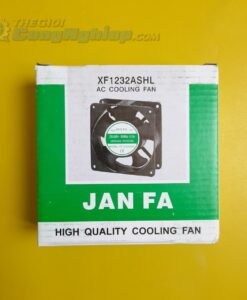 THEGIOI
CongNghiep
.COM
XF1232ASHL
AC COOLING FAN
JAN FA
HIGH QUALITY COOLING FAN